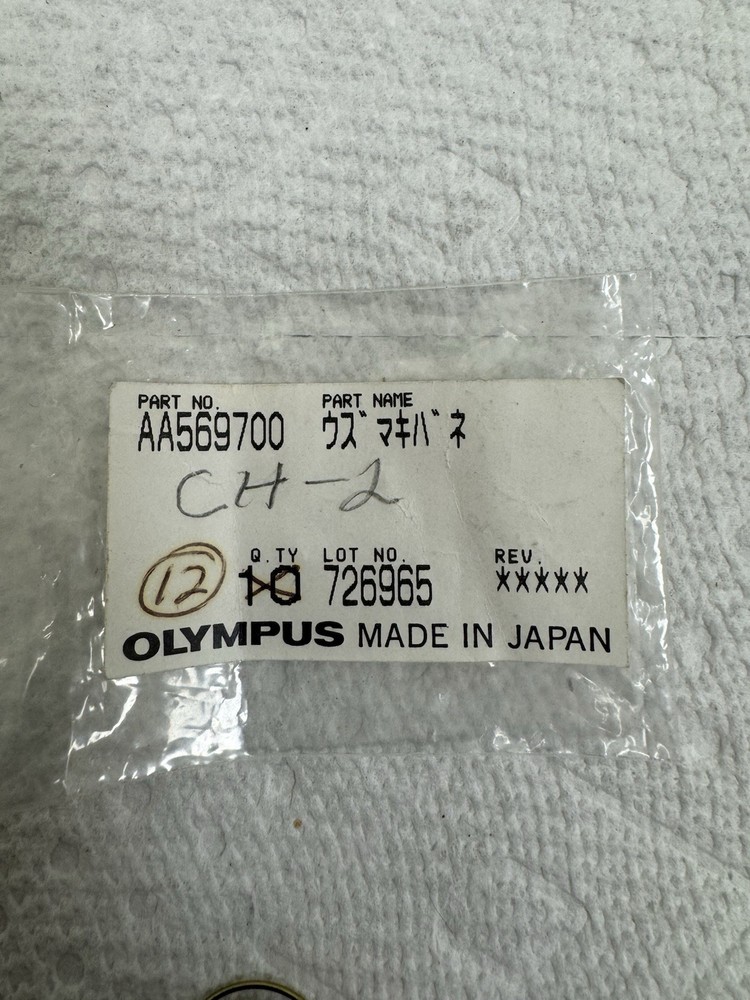 PART NO. PART NAME
AA569700 ウズマキバネ
CH-2
Q.TY LOT NO. REV.
12 10 726965 *****
OLYMPUS MADE IN JAPAN